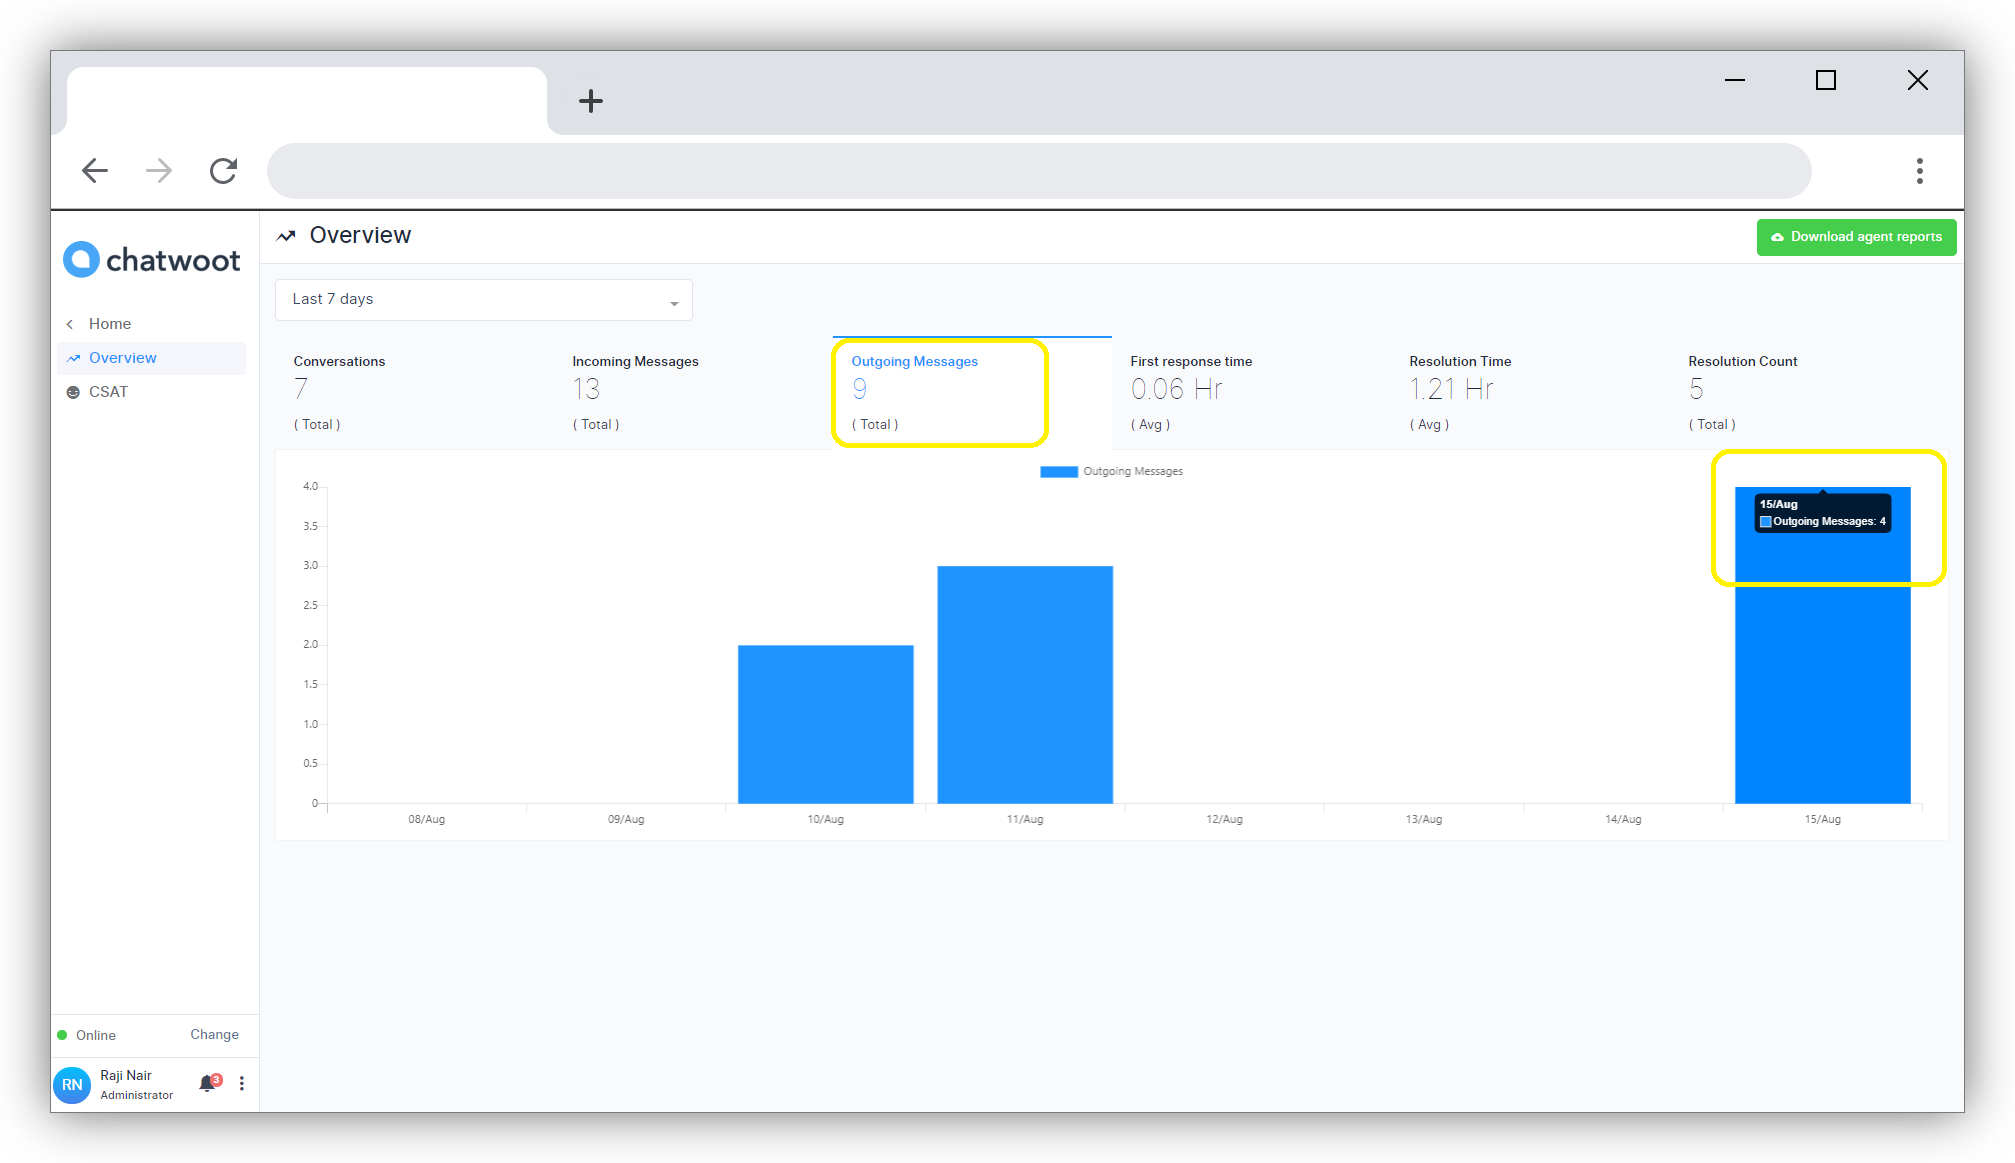 chatwoot
Home
Overview
CSAT
Online Change
RN
Raji Nair
Administrator
3
Overview
Download agent reports
Last 7 days
Conversations
7
( Total )
Incoming Messages
13
( Total )
Outgoing Messages
9
( Total )
First response time
0.06 Hr
( Avg )
Resolution Time
1.21 Hr
( Avg )
Resolution Count
5
( Total )
Outgoing Messages
4.0
3.5
3.0
2.5
2.0
1.5
1.0
0.5
0
15/Aug
Outgoing Messages: 4
08/Aug 09/Aug 10/Aug 11/Aug 12/Aug 13/Aug 14/Aug 15/Aug